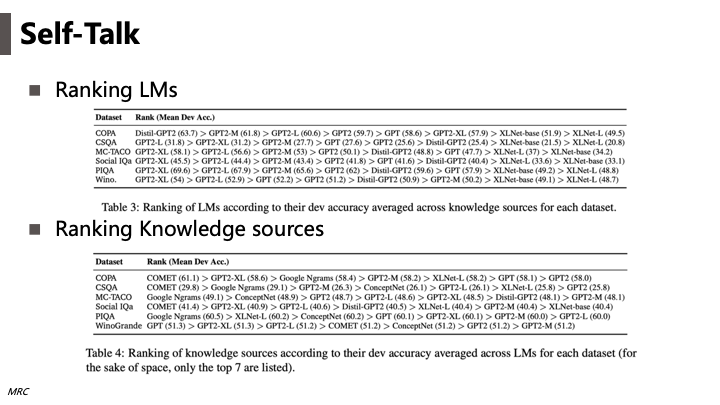 Self-Talk
Ranking LMs
Dataset Rank (Mean Dev Acc.)
COPA Distil-GPT2 (63.7) > GPT2-M (61.8) > GPT2-L (60.6) > GPT2 (59.7) > GPT (58.6) > GPT2-XL (57.9) > XLNet-base (51.9) > XLNet-L (49.5)
CSQA GPT2-L (31.8) > GPT2-XL (31.2) > GPT2-M (27.7) > GPT (27.6) > GPT2 (25.6) > Distil-GPT2 (25.4) > XLNet-base (21.5) > XLNet-L (20.8)
MC-TACO GPT2-XL (58.1) > GPT2-L (56.6) > GPT2-M (53) > GPT2 (50.1) > Distil-GPT2 (48.8) > GPT (47.7) > XLNet-L (37) > XLNet-base (34.2)
Social IQa GPT2-XL (45.5) > GPT2-L (44.4) > GPT2-M (43.4) > GPT2 (41.8) > GPT (41.6) > Distil-GPT2 (40.4) > XLNet-L (33.6) > XLNet-base (33.1)
PIQA GPT2-XL (69.6) > GPT2-L (67.9) > GPT2-M (65.6) > GPT2 (62) > Distil-GPT2 (59.6) > GPT (57.9) > XLNet-base (49.2) > XLNet-L (48.8)
Wino. GPT2-XL (54) > GPT2-L (52.9) > GPT (52.2) > GPT2 (51.2) > Distil-GPT2 (50.9) > GPT2-M (50.2) > XLNet-base (49.1) > XLNet-L (48.7)
Table 3: Ranking of LMs according to their dev accuracy averaged across knowledge sources for each dataset.
Ranking Knowledge sources
Dataset Rank (Mean Dev Acc.)
COPA COMET (61.1) > GPT2-XL (58.6) > Google Ngrams (58.4) > GPT2-M (58.2) > XLNet-L (58.2) > GPT (58.1) > GPT2 (58.0)
CSQA COMET (29.8) > Google Ngrams (29.1) > GPT2-M (26.3) > ConceptNet (26.1) > GPT2-L (26.1) > XLNet-L (25.8) > GPT2 (25.8)
MC-TACO Google Ngrams (49.1) > ConceptNet (48.9) > GPT2 (48.7) > GPT2-L (48.6) > GPT2-XL (48.5) > Distil-GPT2 (48.1) > GPT2-M (48.1)
Social IQa COMET (41.4) > GPT2-XL (40.9) > GPT2-L (40.6) > Distil-GPT2 (40.5) > XLNet-L (40.4) > GPT2-M (40.4) > XLNet-base (40.4)
PIQA Google Ngrams (60.5) > XLNet-L (60.2) > ConceptNet (60.2) > GPT (60.1) > GPT2-XL (60.1) > GPT2-M (60.0) > GPT2-L (60.0)
WinoGrande GPT (51.3) > GPT2-XL (51.3) > GPT2-L (51.2) > COMET (51.2) > ConceptNet (51.2) > GPT2 (51.2) > GPT2-M (51.2)
Table 4: Ranking of knowledge sources according to their dev accuracy averaged across LMs for each dataset (for
the sake of space, only the top 7 are listed).
MRC